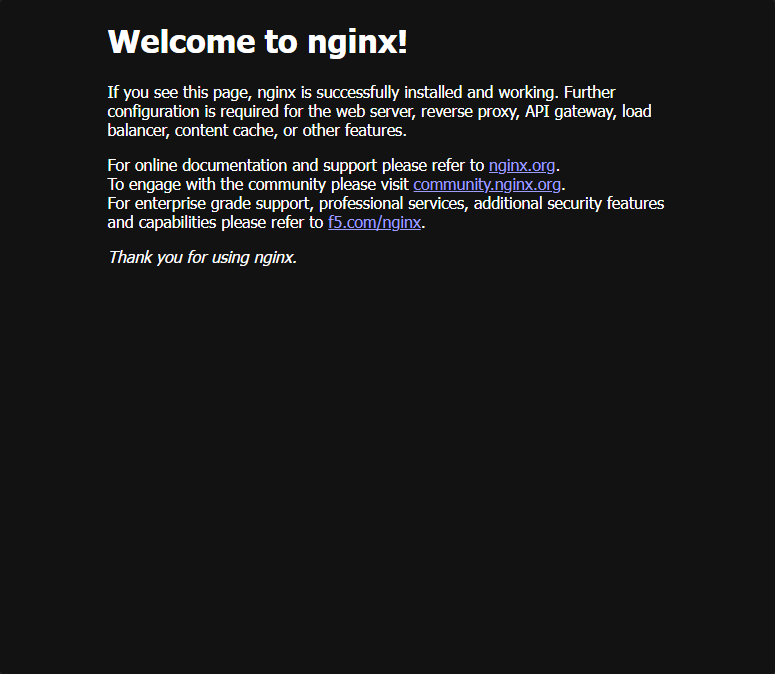 Welcome to nginx!
If you see this page, nginx is successfully installed and working. Further
configuration is required for the web server, reverse proxy, API gateway, load
balancer, content cache, or other features.
For online documentation and support please refer to nginx.org.
To engage with the community please visit community.nginx.org.
For enterprise grade support, professional services, additional security features
and capabilities please refer to f5.com/nginx.
Thank you for using nginx.